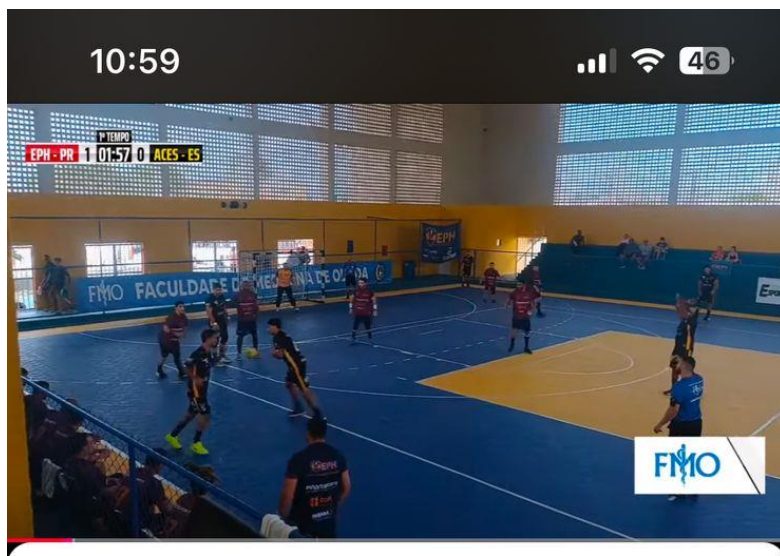 10:59
46
1º TEMPO
EPH - PR 1 01:57 0 ACES - ES
EPH
FMO FACULDADE DE MEDICINA DE OLINDA
EPH
FMO